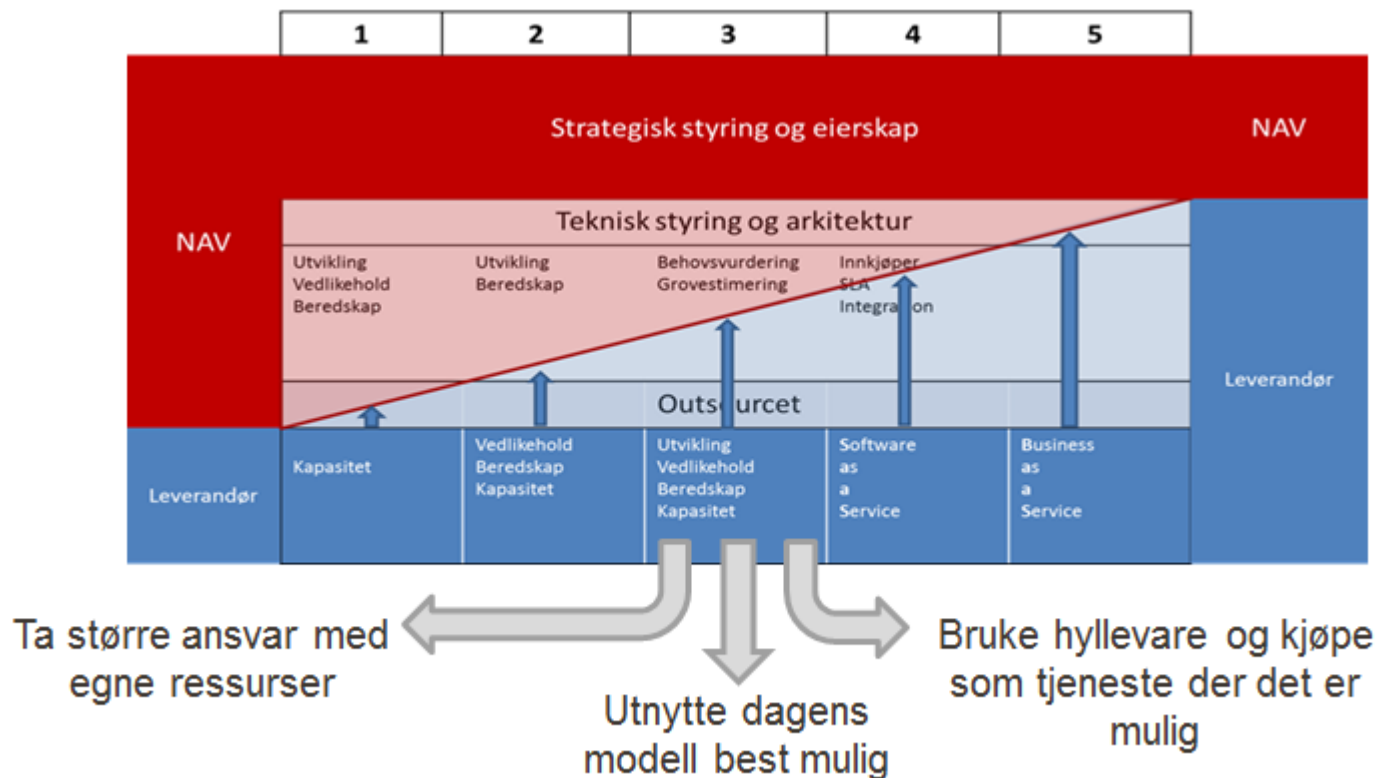 1 2 3 4 5
Strategisk styring og eierskap
NAV
NAV
Teknisk styring og arkitektur
Utvikling
Vedlikehold
Beredskap
Utvikling
Beredskap
Behovsvurdering
Grovestimering
Innkjøper
SLA
Integrasjon
Outsourcet
Leverandør
Leverandør
Kapasitet
Vedlikehold
Beredskap
Kapasitet
Utvikling
Vedlikehold
Beredskap
Kapasitet
Software
as
a
Service
Business
as
a
Service
Ta større ansvar med
egne ressurser
Utnytte dagens
modell best mulig
Bruke hyllevare og kjøpe
som tjeneste der det er
mulig